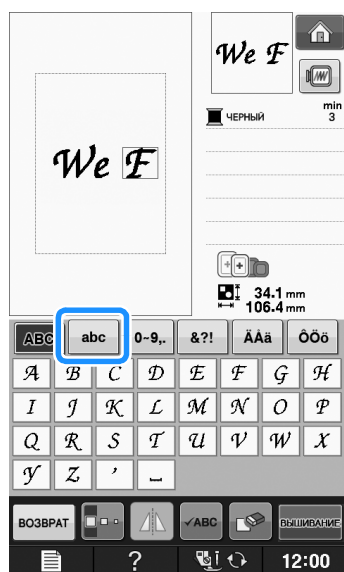 We F
min
ЧЕРНЫЙ 3
We F
34.1 mm
106.4 mm
ABC abc 0~9,. &?! ÄÅä ÔÖö
A B C D E F G H
I J K L M N O P
Q R S T U V W X
Y Z ' ⎵
ВОЗВРАТ ✓ABC ВЫШИВАНИЕ
? 12:00